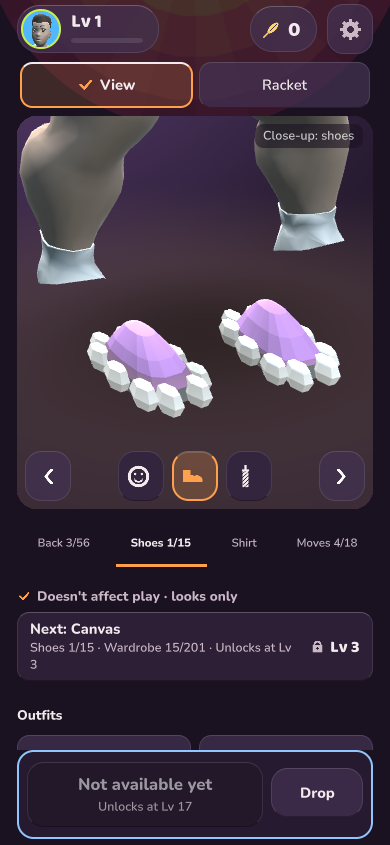 Lv 1
0
View
Racket
Close-up: shoes
Back 3/56
Shoes 1/15
Shirt
Moves 4/18
Doesn't affect play · looks only
Next: Canvas
Shoes 1/15 · Wardrobe 15/201 · Unlocks at Lv
3
Lv 3
Outfits
Not available yet
Unlocks at Lv 17
Drop